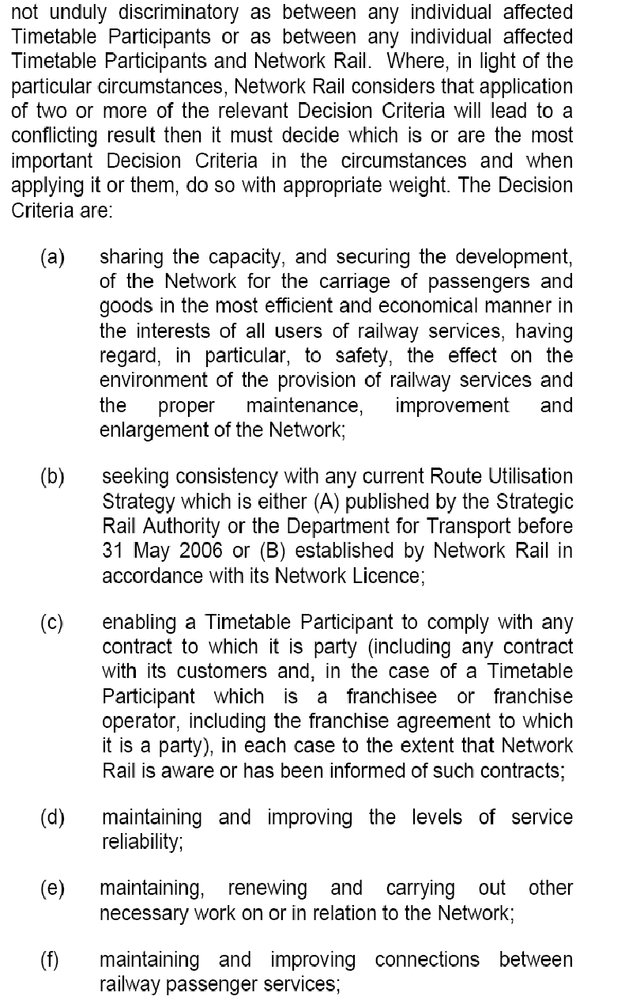 not unduly discriminatory as between any individual affected
Timetable Participants or as between any individual affected
Timetable Participants and Network Rail. Where, in light of the
particular circumstances, Network Rail considers that application
of two or more of the relevant Decision Criteria will lead to a
conflicting result then it must decide which is or are the most
important Decision Criteria in the circumstances and when
applying it or them, do so with appropriate weight. The Decision
Criteria are:
(a) sharing the capacity, and securing the development,
of the Network for the carriage of passengers and
goods in the most efficient and economical manner in
the interests of all users of railway services, having
regard, in particular, to safety, the effect on the
environment of the provision of railway services and
the proper maintenance, improvement and
enlargement of the Network;
(b) seeking consistency with any current Route Utilisation
Strategy which is either (A) published by the Strategic
Rail Authority or the Department for Transport before
31 May 2006 or (B) established by Network Rail in
accordance with its Network Licence;
(c) enabling a Timetable Participant to comply with any
contract to which it is party (including any contract
with its customers and, in the case of a Timetable
Participant which is a franchisee or franchise
operator, including the franchise agreement to which
it is a party), in each case to the extent that Network
Rail is aware or has been informed of such contracts;
(d) maintaining and improving the levels of service
reliability;
(e) maintaining, renewing and carrying out other
necessary work on or in relation to the Network;
(f) maintaining and improving connections between
railway passenger services;